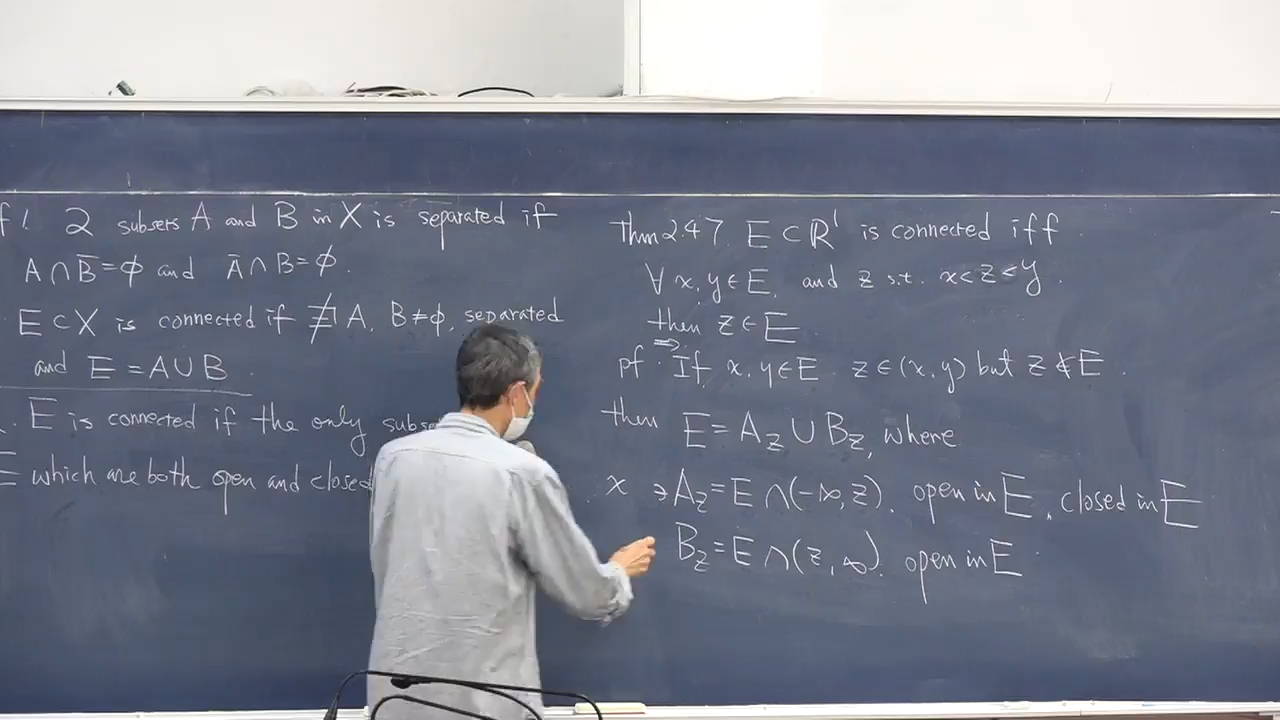 f 1. 2 subsets A and B in X is separated if
A ∩ B̄ = ϕ and Ā ∩ B = ϕ.
E ⊂ X is connected if ∄ A, B ≠ ϕ, separated
and E = A ∪ B.
E is connected if the only subse
E which are both open and closed
thm 2.47. E ⊂ ℝ¹ is connected iff
∀ x, y ∈ E, and z s.t. x < z < y.
then z ∈ E
pf. ⇒ If x, y ∈ E z ∈ (x, y) but z ∉ E.
then E = A_z ∪ B_z, where
x ∋ A_z = E ∩ (-∞, z). open in E, closed in E
B_z = E ∩ (z, ∞). open in E